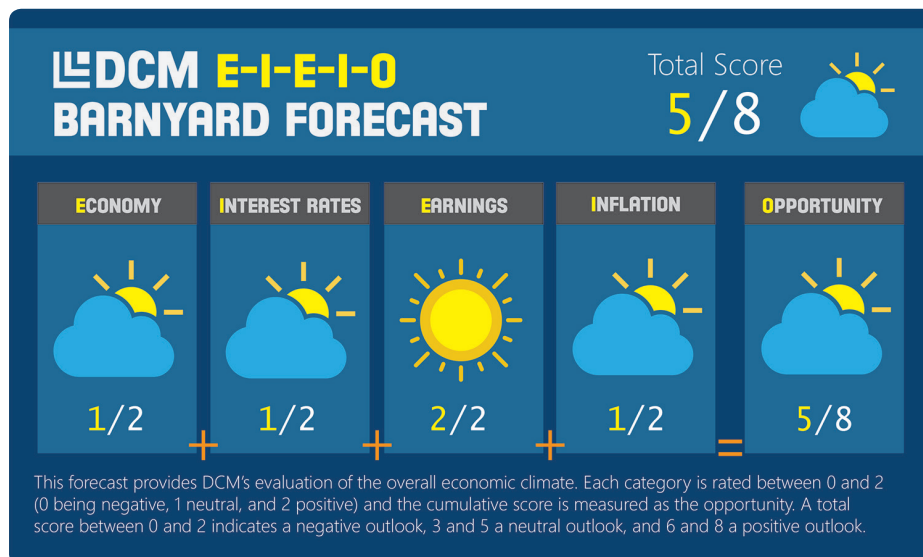 DCM E-I-E-I-O
BARNYARD FORECAST
Total Score
5/8
ECONOMY
INTEREST RATES
EARNINGS
INFLATION
OPPORTUNITY
1/2
+
1/2
+
2/2
+
1/2
=
5/8
This forecast provides DCM's evaluation of the overall economic climate. Each category is rated between 0 and 2
(0 being negative, 1 neutral, and 2 positive) and the cumulative score is measured as the opportunity. A total
score between 0 and 2 indicates a negative outlook, 3 and 5 a neutral outlook, and 6 and 8 a positive outlook.